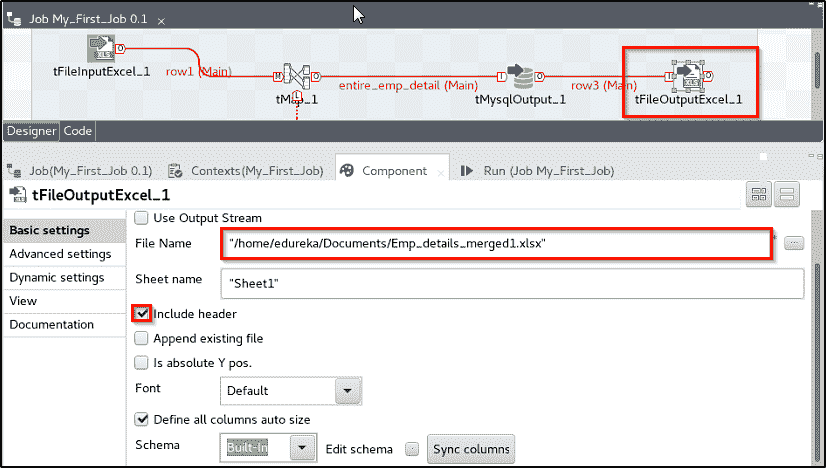 Job My_First_Job 0.1
XLS
tFileInputExcel_1
row1 (Main)
tMap_1
entire_emp_detail (Main)
tMysqlOutput_1
row3 (Main)
XLS
tFileOutputExcel_1
Designer Code
Job(My_First_Job 0.1) Contexts(My_First_Job) Component Run (Job My_First_Job)
tFileOutputExcel_1
Basic settings
Advanced settings
Dynamic settings
View
Documentation
Use Output Stream
File Name "/home/edureka/Documents/Emp_details_merged1.xlsx" * ...
Sheet name "Sheet1"
Include header
Append existing file
Is absolute Y pos.
Font Default
Define all columns auto size
Schema Built-In Edit schema Sync columns